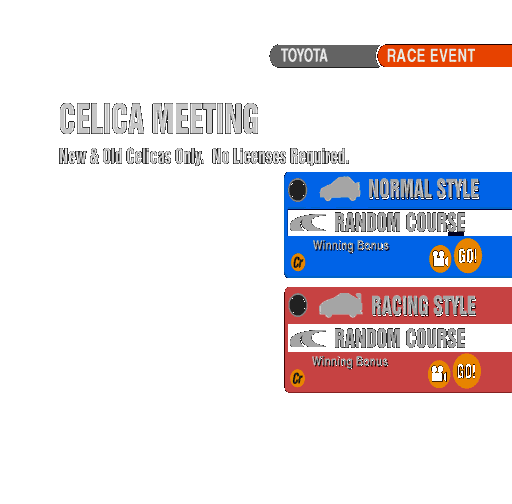 TOYOTA RACE EVENT
CELICA MEETING
New & Old Celicas Only. No Licenses Required.
NORMAL STYLE
RANDOM COURSE
Winning Bonus
Cr GO!
RACING STYLE
RANDOM COURSE
Winning Bonus
Cr GO!